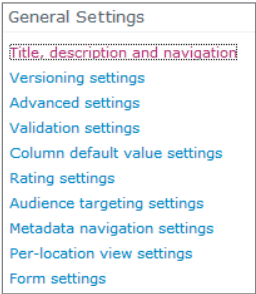 General Settings
Title, description and navigation
Versioning settings
Advanced settings
Validation settings
Column default value settings
Rating settings
Audience targeting settings
Metadata navigation settings
Per-location view settings
Form settings